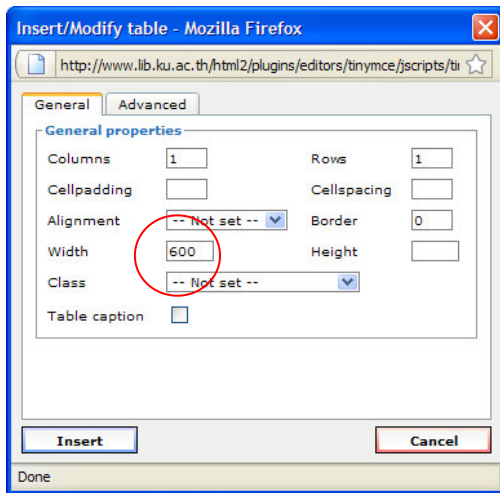 Insert/Modify table - Mozilla Firefox
http://www.lib.ku.ac.th/html2/plugins/editors/tinymce/jscripts/ti
General Advanced
General properties
Columns 1 Rows 1
Cellpadding Cellspacing
Alignment -- Not set -- Border 0
Width 600 Height
Class -- Not set --
Table caption
Insert Cancel
Done